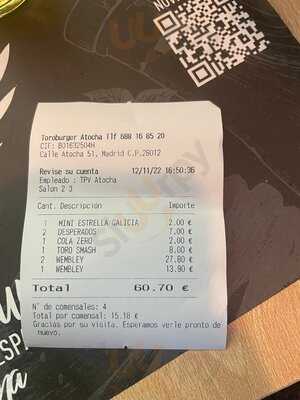 Toroburger Atocha Tlf 688 16 85 20
CIF: B01632504H
Calle Atocha 51, Madrid C.P.28012
Revise su cuenta 12/11/22 16:50:36
Empleado : TPV Atocha
Salon 2 3
Cant. Descripción Importe
1 MINI ESTRELLA GALICIA 2.00 €
2 DESPERADOS 7.00 €
1 COLA ZERO 2.00 €
1 TORO SMASH 8.00 €
2 WEMBLEY 27.80 €
1 WEMBLEY 13.90 €
Total 60.70 €
N° de comensales: 4
Total por comensal: 15.18 €
Gracias por su visita. Esperamos verle pronto de
nuevo.